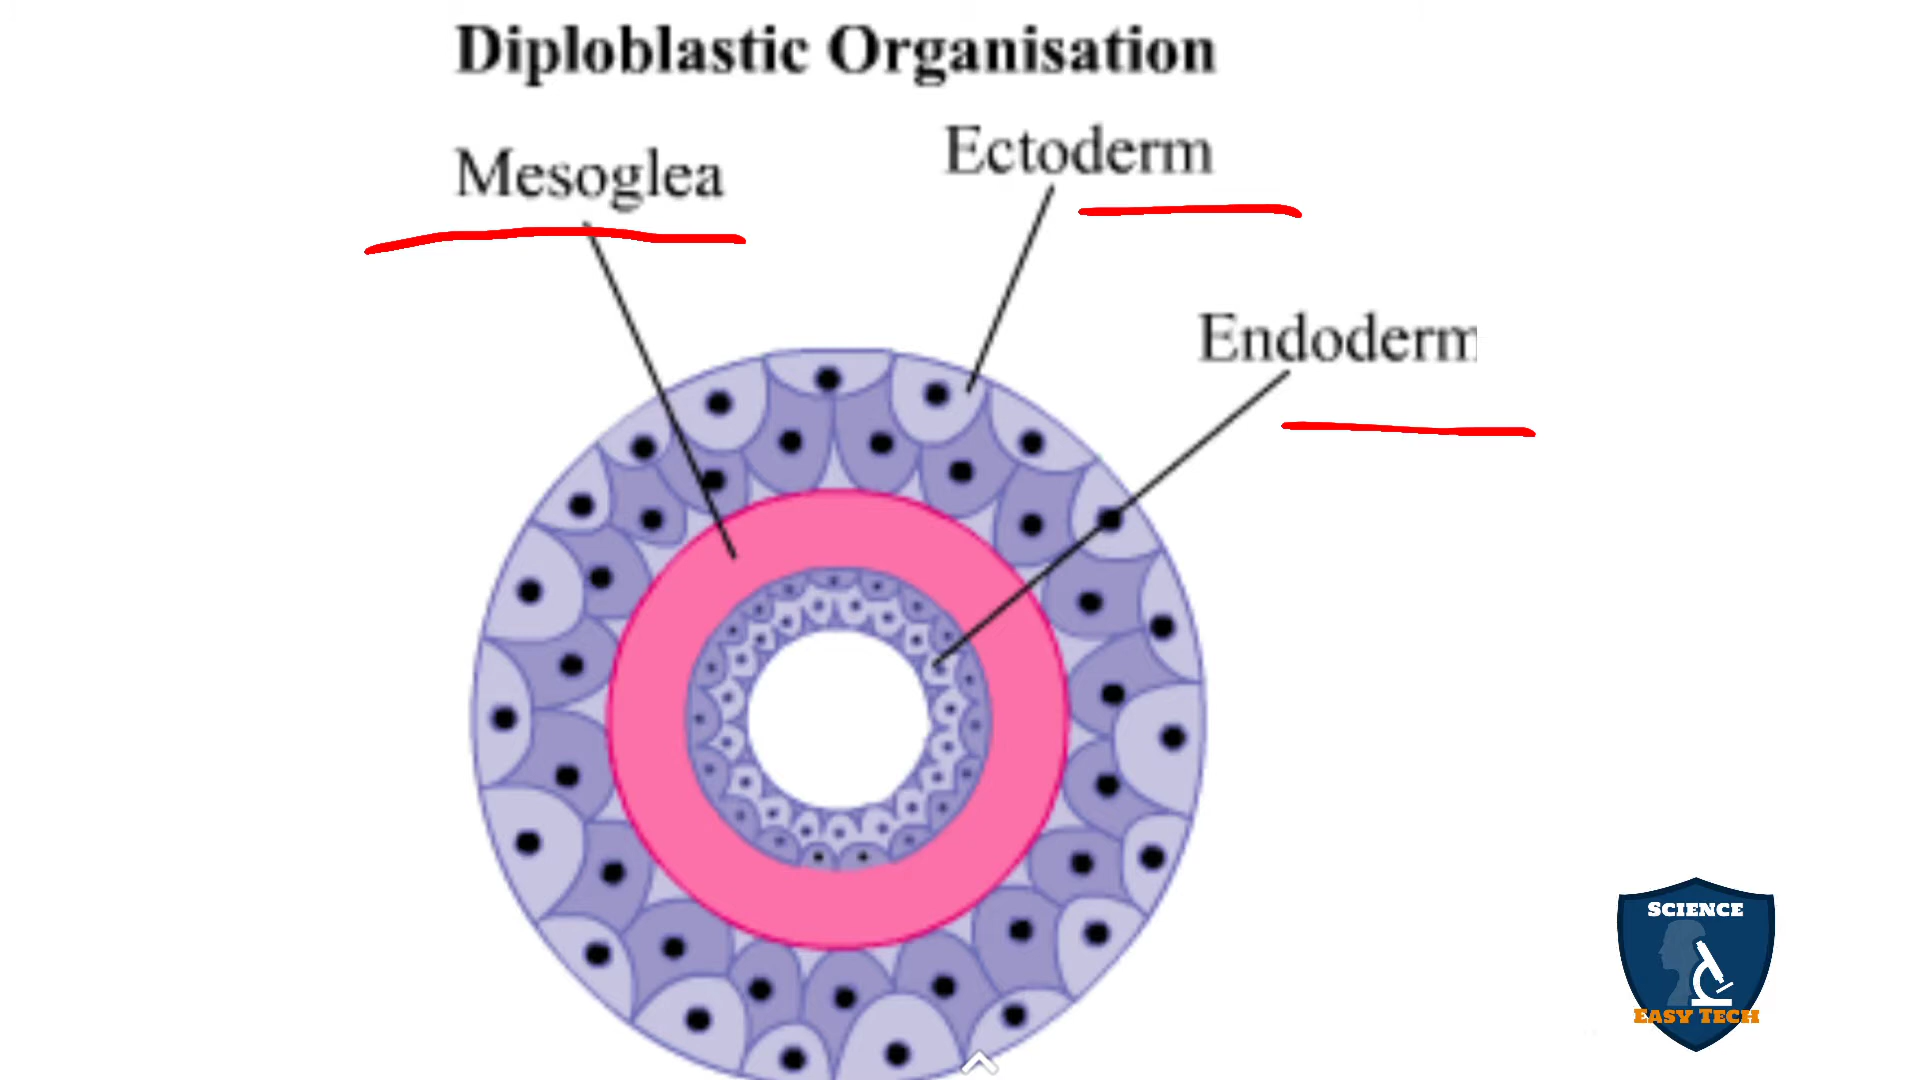 Diploblastic Organisation
Mesoglea
Ectoderm
Endoderm
SCIENCE
EASY TECH